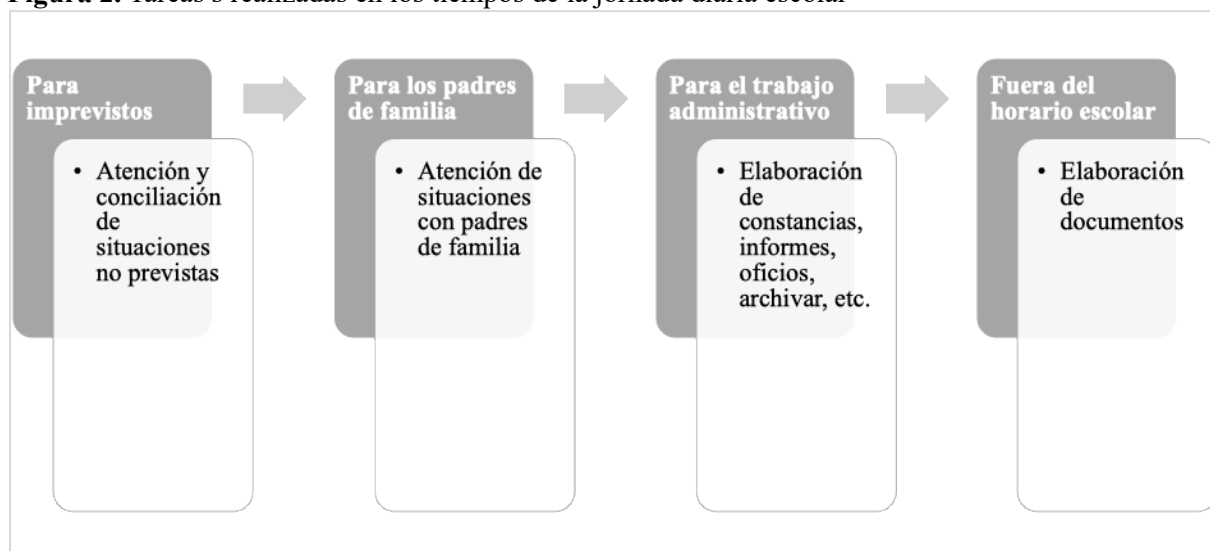 Figura 2. Tareas s realizadas en los tiempos de la jornada diaria escolar
Para
imprevistos
• Atención y
conciliación
de
situaciones
no previstas
Para los padres
de familia
• Atención de
situaciones
con padres
de familia
Para el trabajo
administrativo
• Elaboración
de
constancias,
informes,
oficios,
archivar, etc.
Fuera del
horario escolar
• Elaboración
de
documentos